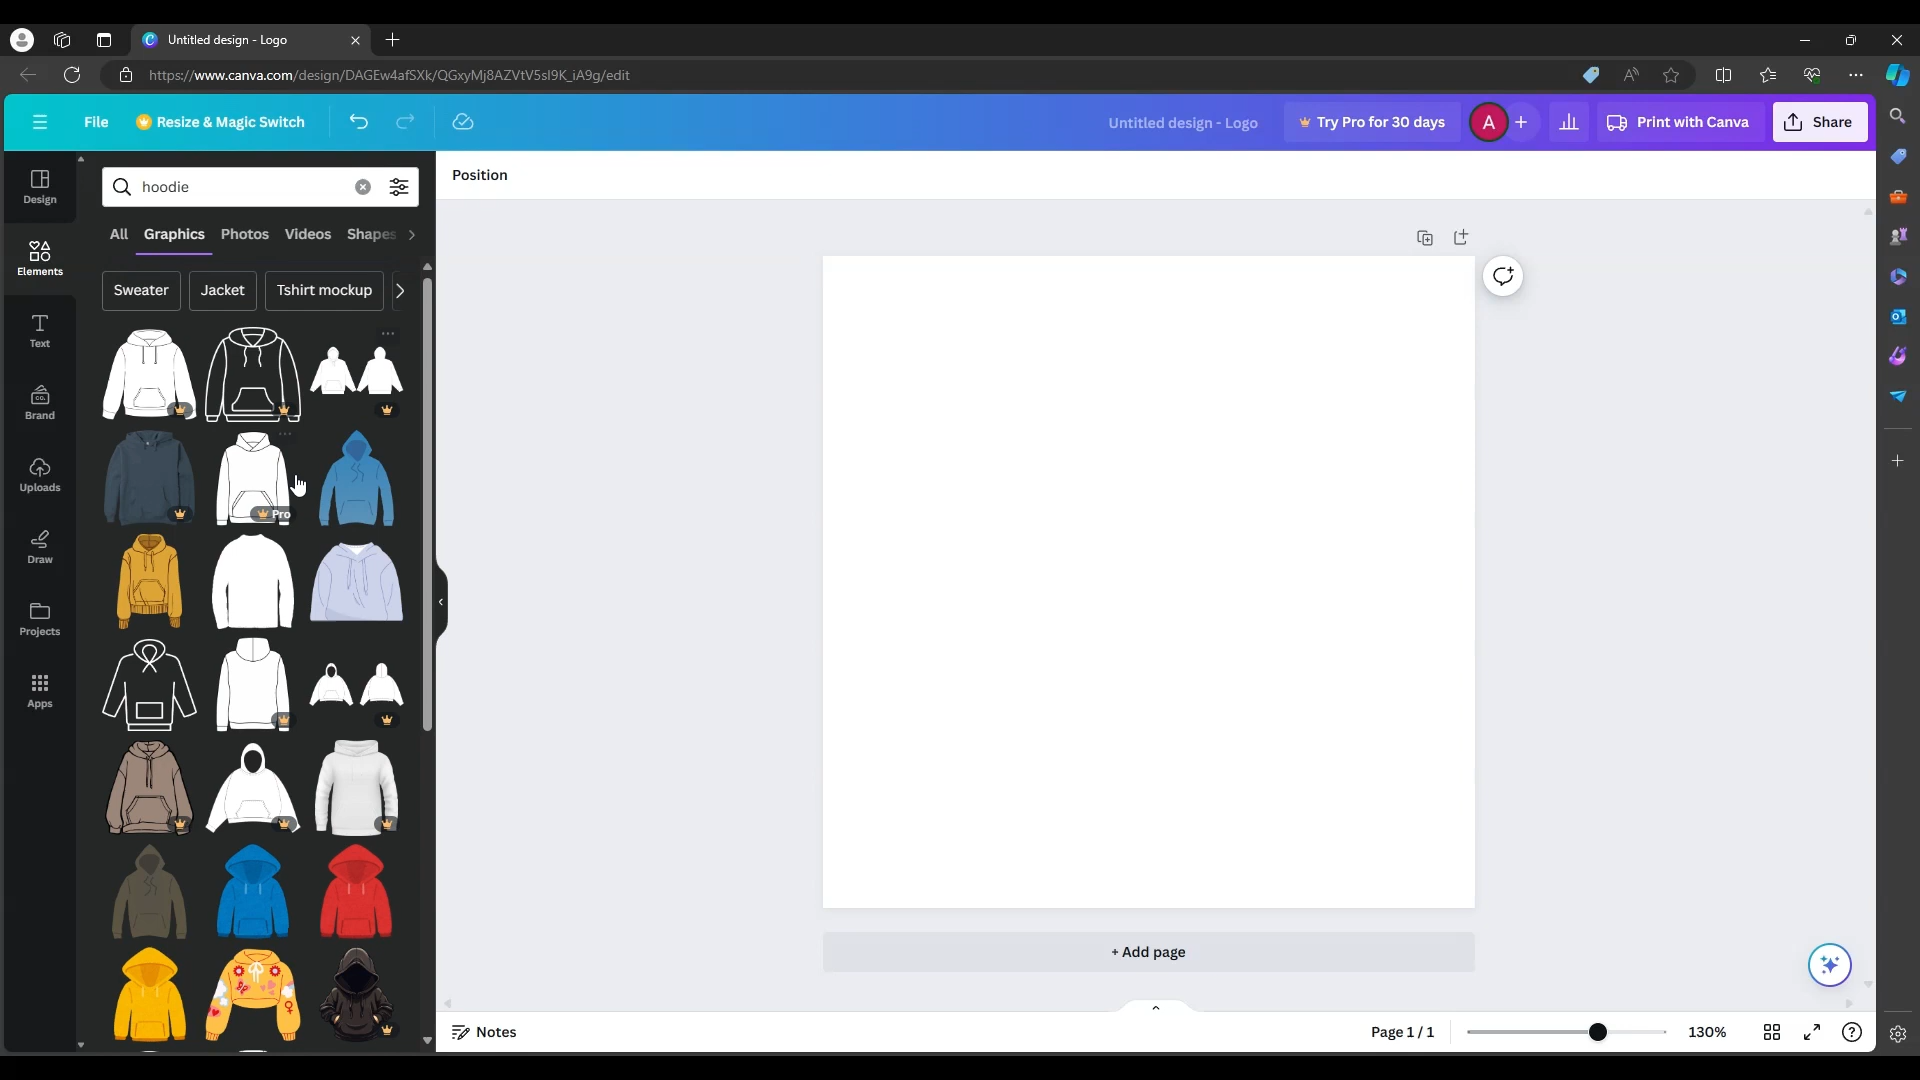 Untitled design - Logo
https://www.canva.com/design/DAGEw4afSXk/QGxyMj8AZVtV5sl9K_iA9g/edit
File
Resize & Magic Switch
Untitled design - Logo
Try Pro for 30 days
A
Print with Canva
Share
Design
Elements
Text
Brand
Uploads
Draw
Projects
Apps
hoodie
All
Graphics
Photos
Videos
Shapes
Sweater
Jacket
Tshirt mockup
Pro
Position
+ Add page
Notes
Page 1 / 1
130%